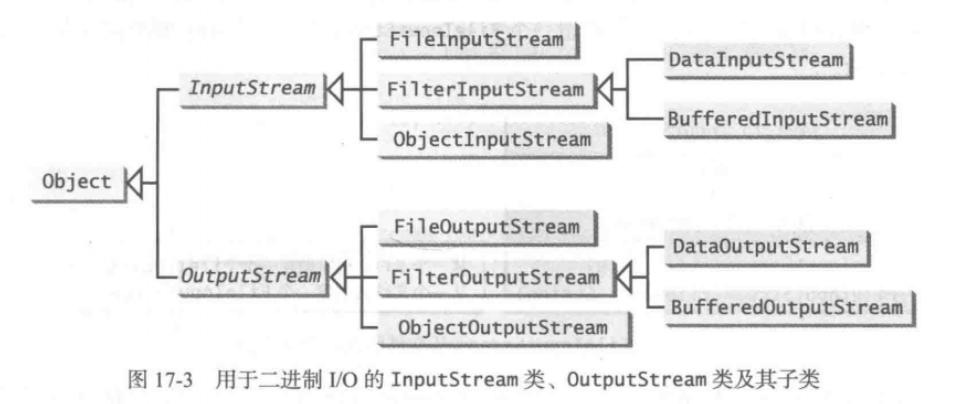 FileInputStream
DataInputStream
InputStream
FilterInputStream
BufferedInputStream
ObjectInputStream
Object
FileOutputStream
DataOutputStream
OutputStream
FilterOutputStream
BufferedOutputStream
ObjectOutputStream
图 17-3 用于二进制 I/O 的 InputStream 类、OutputStream 类及其子类